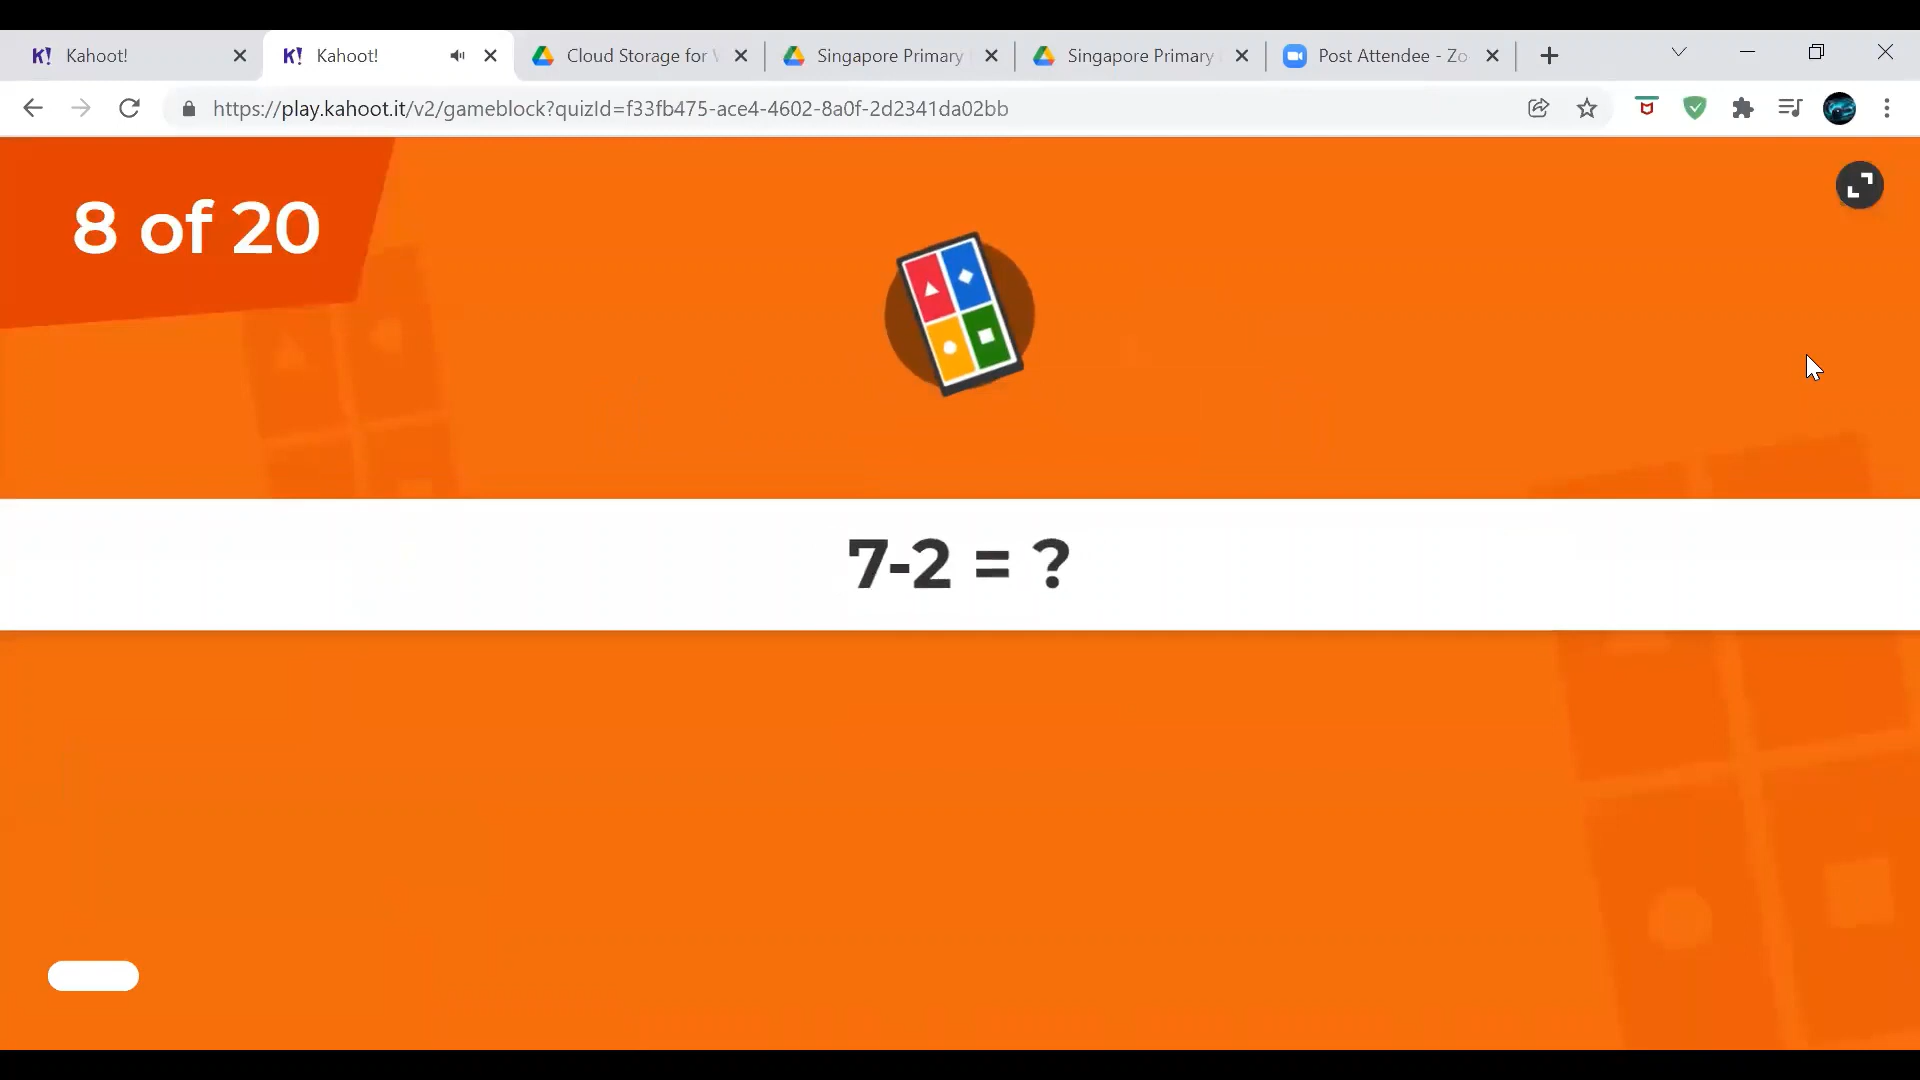 K! Kahoot!
K! Kahoot!
Cloud Storage for
Singapore Primary
Singapore Primary
Post Attendee - Zo
https://play.kahoot.it/v2/gameblock?quizId=f33fb475-ace4-4602-8a0f-2d2341da02bb
8 of 20
7-2 = ?